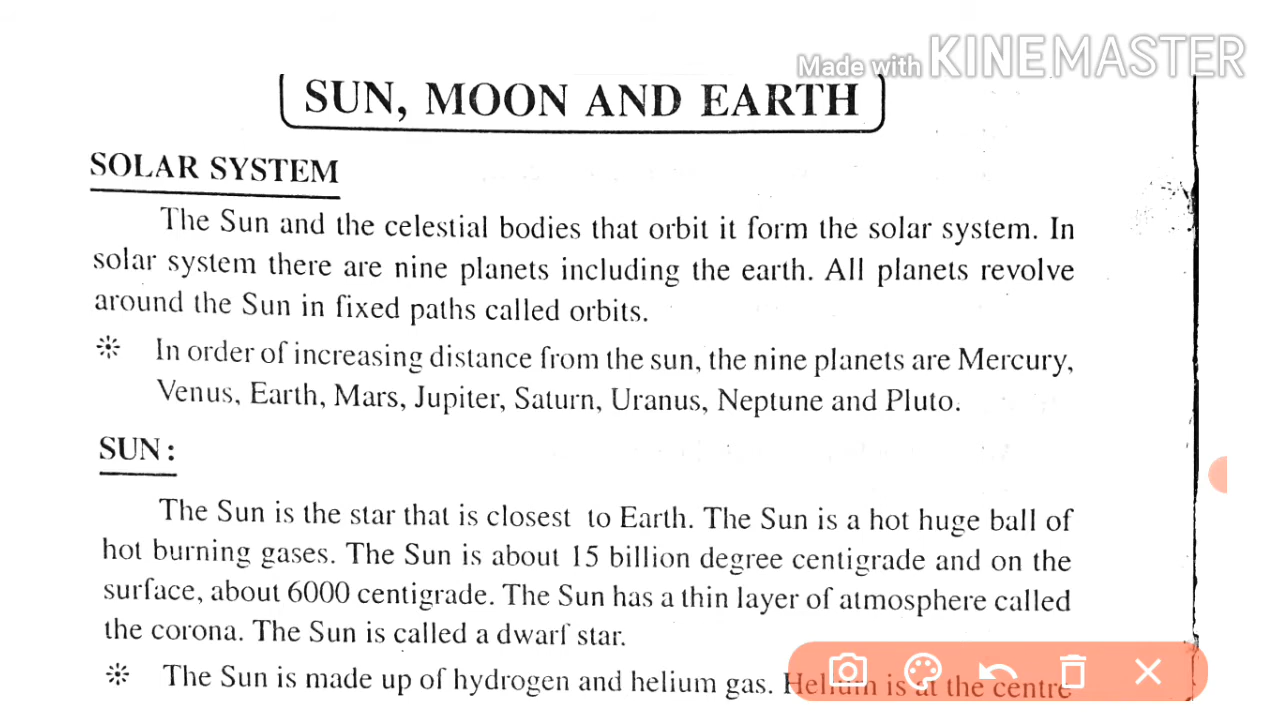 Made with KINEMASTER
SUN, MOON AND EARTH
SOLAR SYSTEM
The Sun and the celestial bodies that orbit it form the solar system. In
solar system there are nine planets including the earth. All planets revolve
around the Sun in fixed paths called orbits.
In order of increasing distance from the sun, the nine planets are Mercury,
Venus, Earth, Mars, Jupiter, Saturn, Uranus, Neptune and Pluto.
SUN:
The Sun is the star that is closest to Earth. The Sun is a hot huge ball of
hot burning gases. The Sun is about 15 billion degree centigrade and on the
surface, about 6000 centigrade. The Sun has a thin layer of atmosphere called
the corona. The Sun is called a dwarf star.
The Sun is made up of hydrogen and helium gas. Helium is at the centre